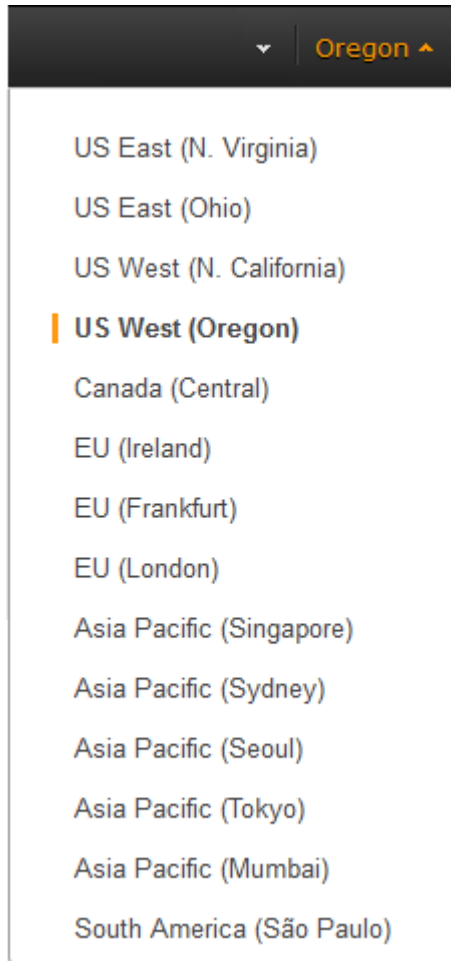 Oregon
US East (N. Virginia)
US East (Ohio)
US West (N. California)
US West (Oregon)
Canada (Central)
EU (Ireland)
EU (Frankfurt)
EU (London)
Asia Pacific (Singapore)
Asia Pacific (Sydney)
Asia Pacific (Seoul)
Asia Pacific (Tokyo)
Asia Pacific (Mumbai)
South America (São Paulo)